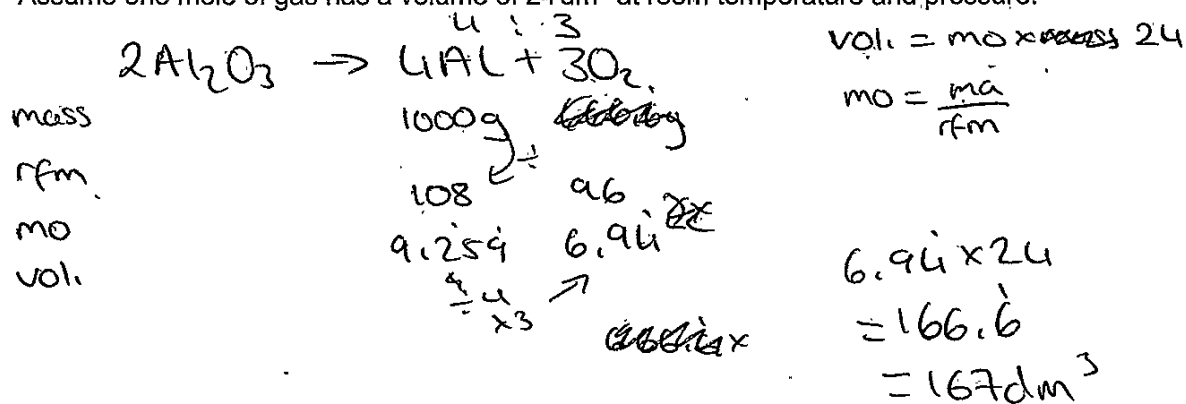 Assume one mole of gas has a volume of 24 dm³ at room temperature and pressure.
4 : 3
2Al₂O₃ → 4Al + 3O₂
vol. = mo x 24
mo = ma / rfm
mass 1000g
÷
rfm 108 96
mo 9.259̇ 6.94̇
vol.
÷ 4
x3
6.94̇ x 24
= 166.6̇
= 167dm³